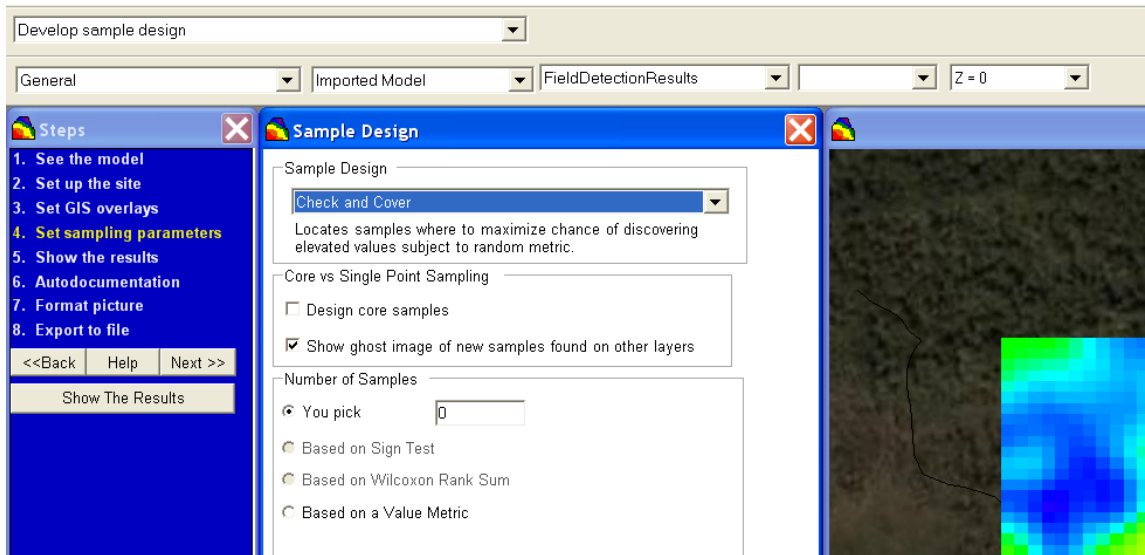 Develop sample design
General
Imported Model
FieldDetectionResults
Z = 0
Steps
1. See the model
2. Set up the site
3. Set GIS overlays
4. Set sampling parameters
5. Show the results
6. Autodocumentation
7. Format picture
8. Export to file
<<Back
Help
Next >>
Show The Results
Sample Design
Sample Design
Check and Cover
Locates samples where to maximize chance of discovering
elevated values subject to random metric.
Core vs Single Point Sampling
Design core samples
Show ghost image of new samples found on other layers
Number of Samples
You pick
0
Based on Sign Test
Based on Wilcoxon Rank Sum
Based on a Value Metric